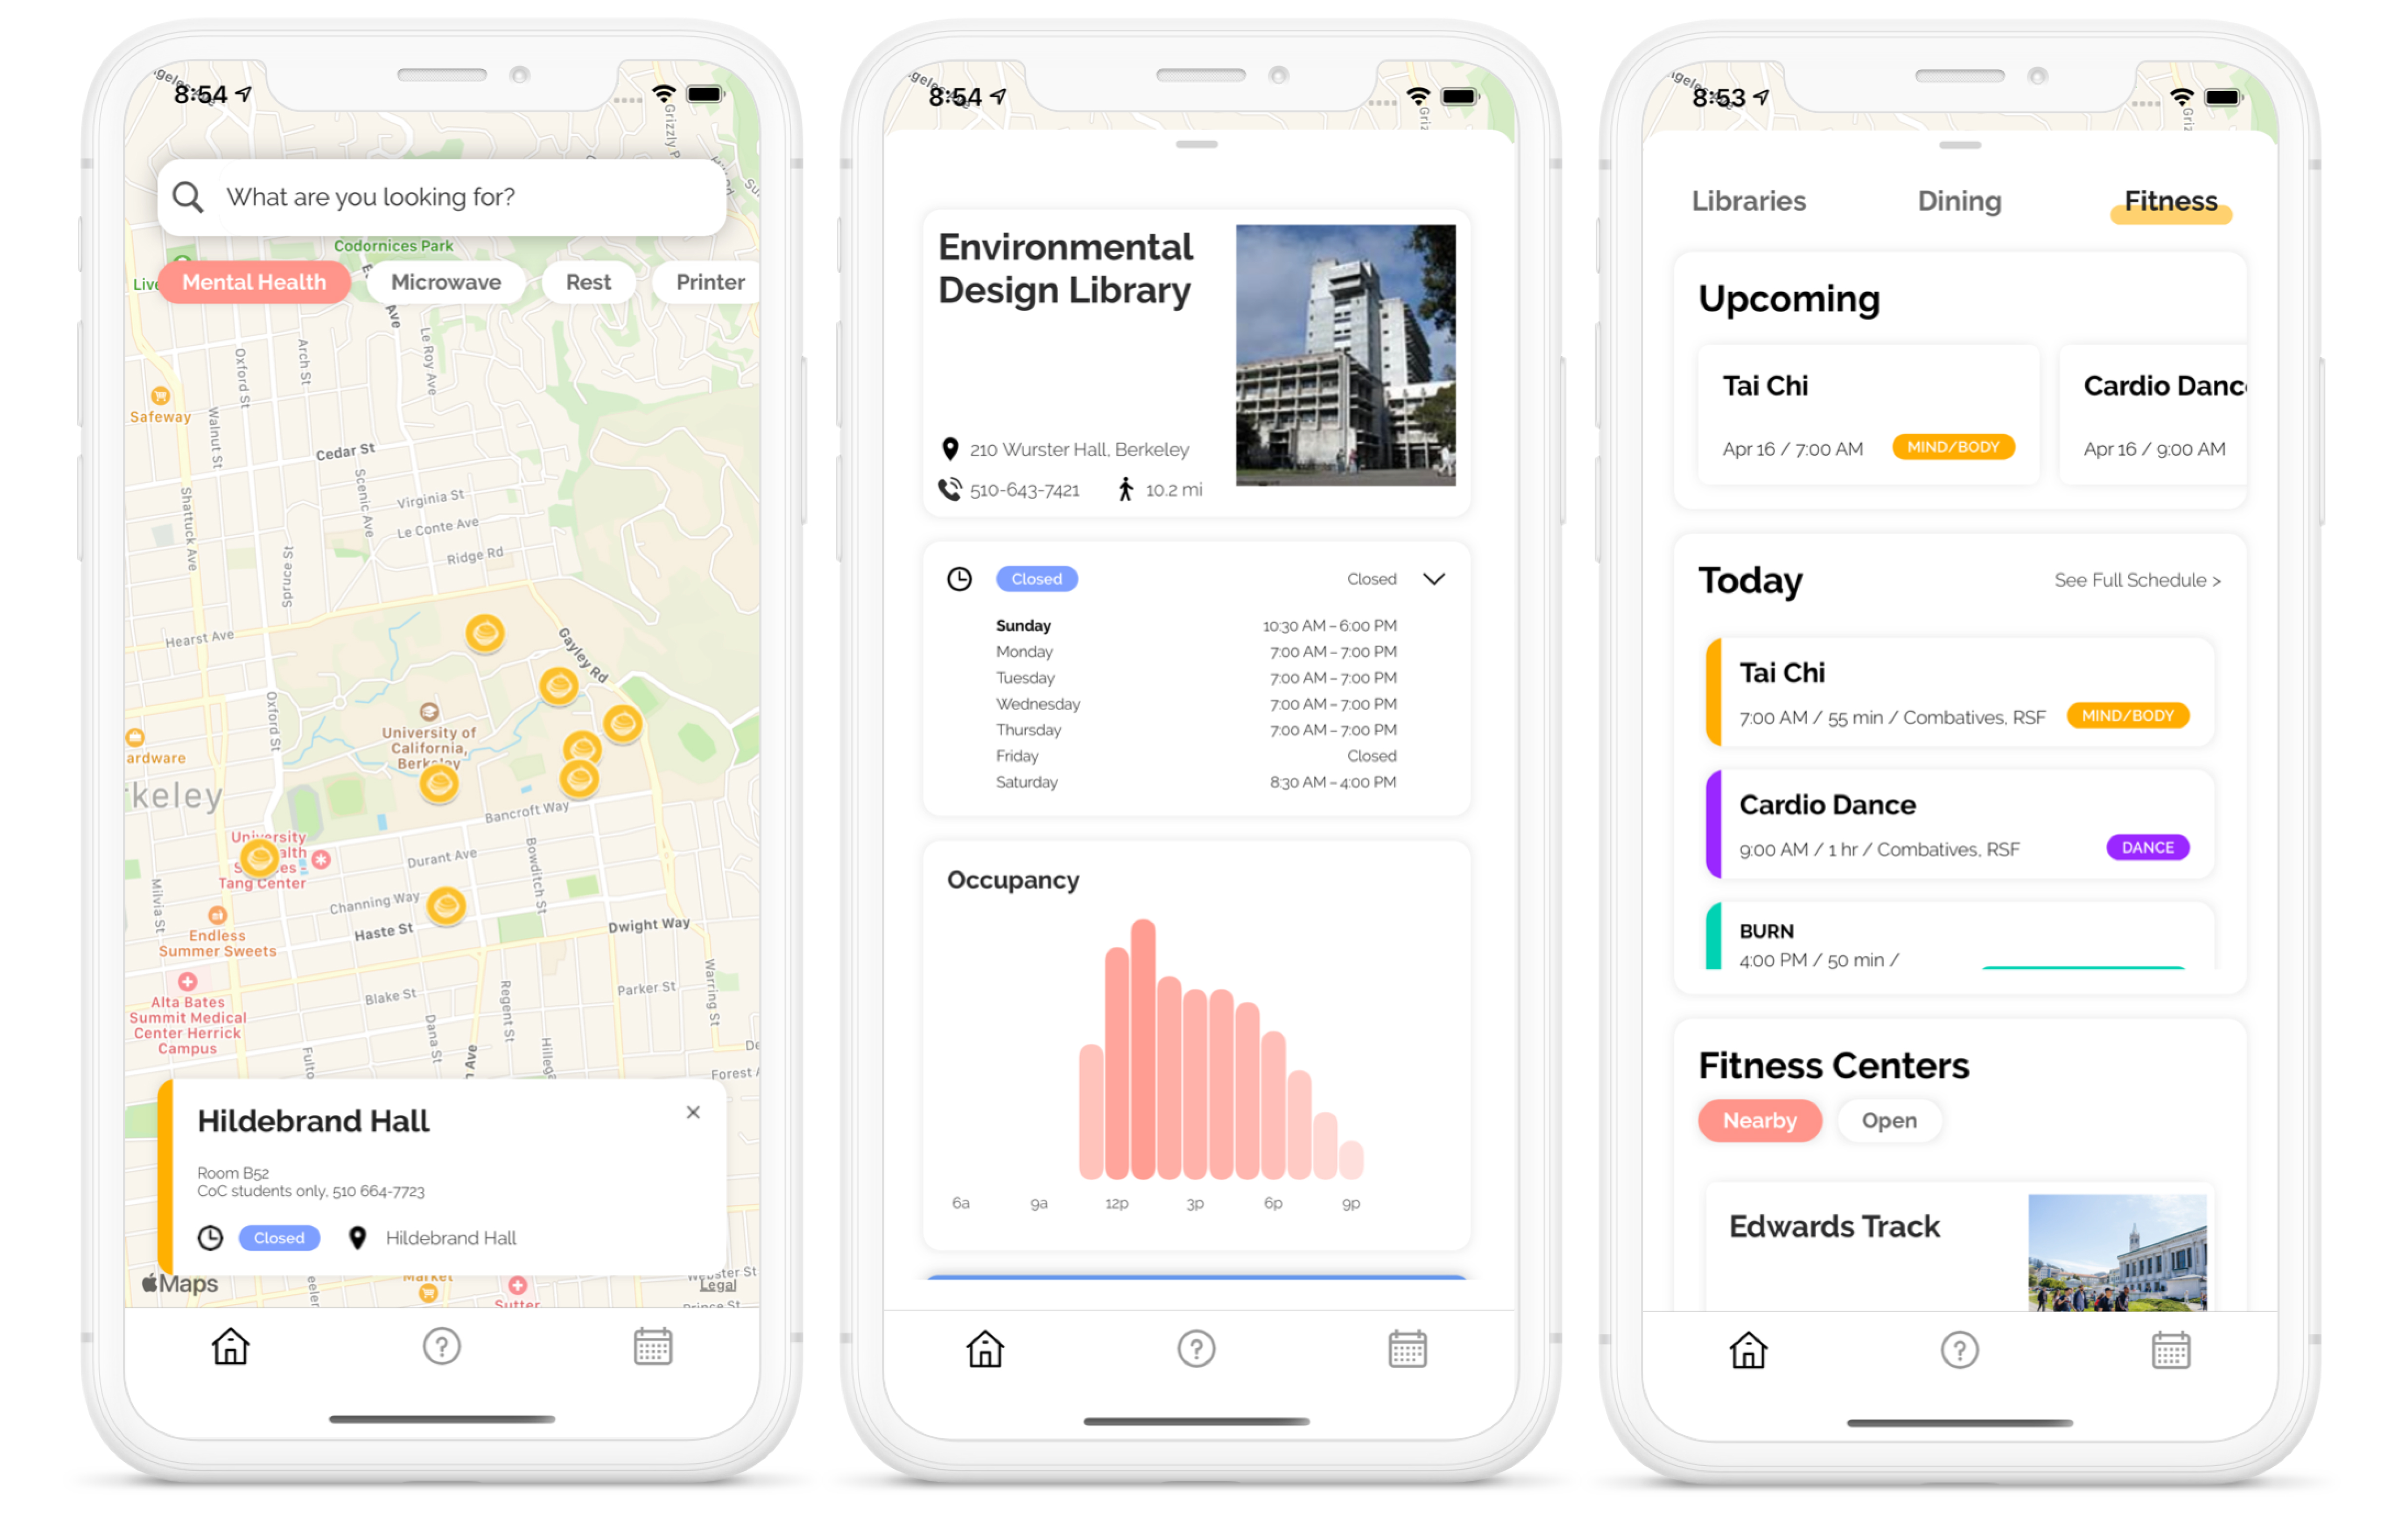 8:54
What are you looking for?
Codornices Park
Mental Health
Microwave
Rest
Printer
Grizzly
Oxford St
Arch St
Le Roy Ave
Ave
Safeway
Walnut St
Cedar St
Scenic Ave
Virginia St
Shattuck Ave
Le Conte Ave
Spruce St
Ridge Rd
Hearst Ave
Gayley Rd
Oxford St
University of
California,
Berkeley
ardware
rkeley
Bancroft Way
University
Tang Center
Durant Ave
Bowditch St
Milvia St
Channing Way
Haste St
Dwight Way
Endless
Summer Sweets
Warring St
Alta Bates
Summit Medical
Center Herrick
Campus
Blake St
Regent St
Parker St
Dana St
Forest
Hildebrand Hall
Room B52
CoC students only, 510 664-7723
Closed
Hildebrand Hall
Maps
Market
Sutter
Legal
Prince St
8:54
Environmental
Design Library
210 Wurster Hall, Berkeley
510-643-7421
10.2 mi
Closed
Closed
Sunday 10:30 AM – 6:00 PM
Monday 7:00 AM – 7:00 PM
Tuesday 7:00 AM – 7:00 PM
Wednesday 7:00 AM – 7:00 PM
Thursday 7:00 AM – 7:00 PM
Friday Closed
Saturday 8:30 AM – 4:00 PM
Occupancy
6a 9a 12p 3p 6p 9p
8:53
Libraries Dining Fitness
Upcoming
Tai Chi
Apr 16 / 7:00 AM MIND/BODY
Cardio Danc
Apr 16 / 9:00 AM
Today See Full Schedule >
Tai Chi
7:00 AM / 55 min / Combatives, RSF MIND/BODY
Cardio Dance
9:00 AM / 1 hr / Combatives, RSF DANCE
BURN
4:00 PM / 50 min /
Fitness Centers
Nearby Open
Edwards Track